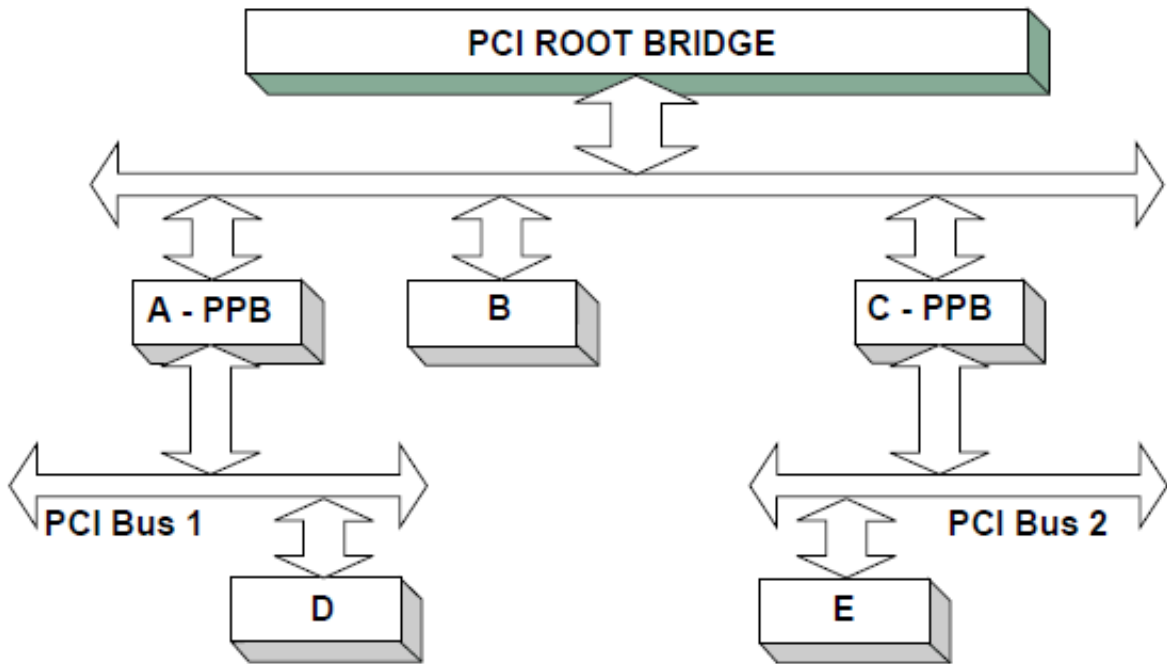 PCI ROOT BRIDGE
A - PPB
B
C - PPB
PCI Bus 1
PCI Bus 2
D
E